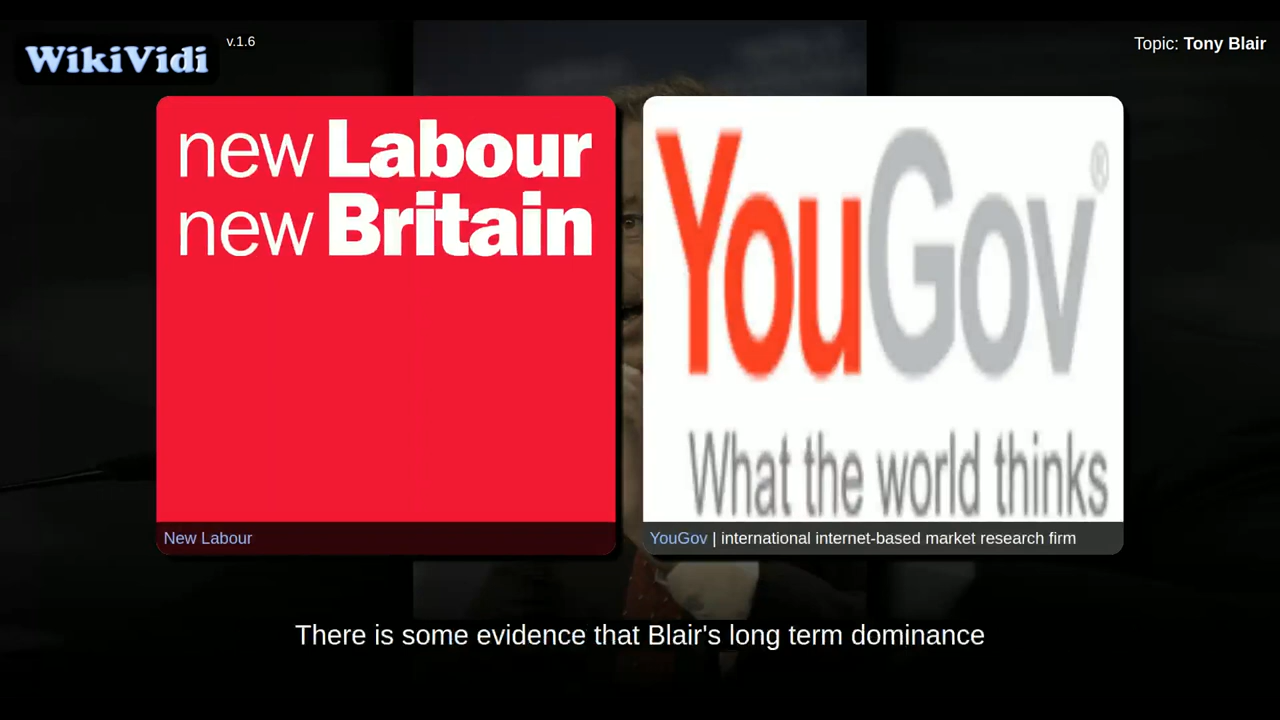 WikiVidi
v.1.6
Topic: Tony Blair
new Labour
new Britain
New Labour
YouGov®
What the world thinks
YouGov | international internet-based market research firm
There is some evidence that Blair's long term dominance